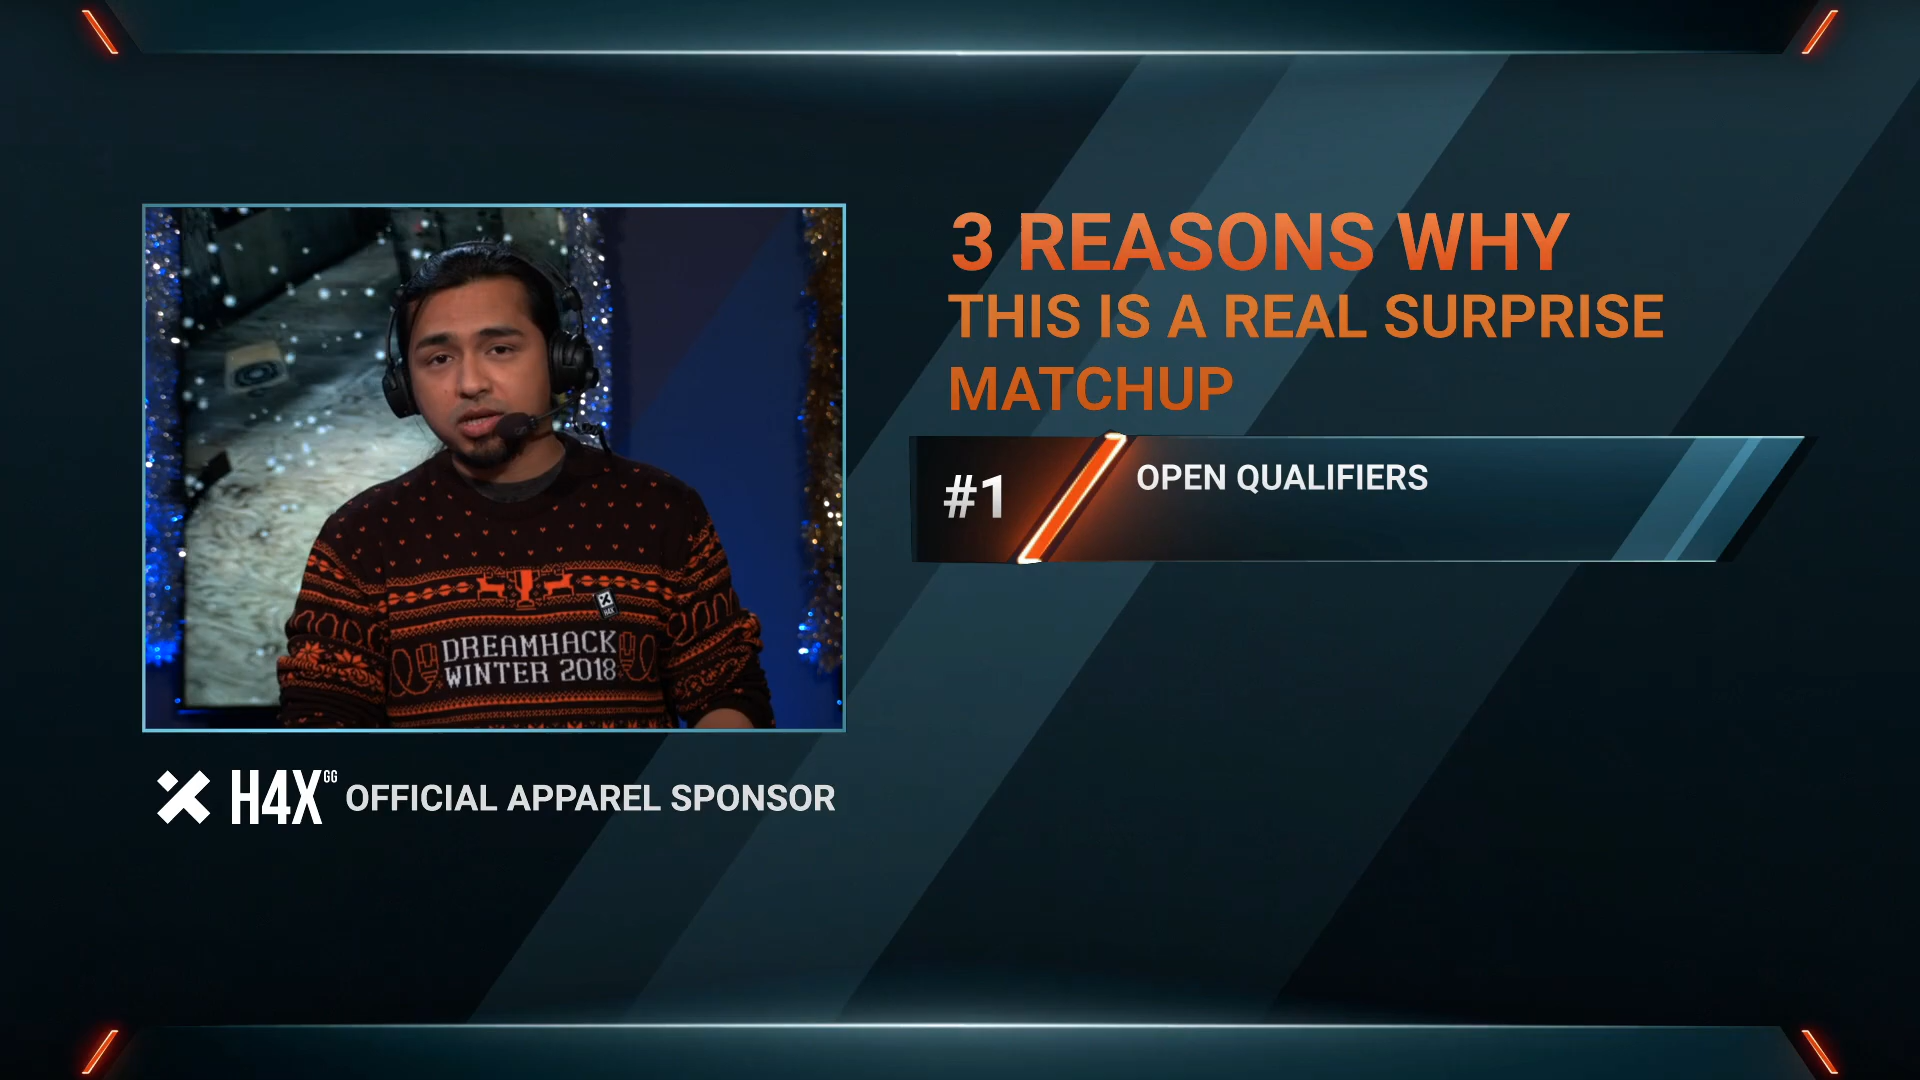 3 REASONS WHY
THIS IS A REAL SURPRISE
MATCHUP
#1 OPEN QUALIFIERS
H4X
DREAMHACK
WINTER 2018
H4X GG OFFICIAL APPAREL SPONSOR